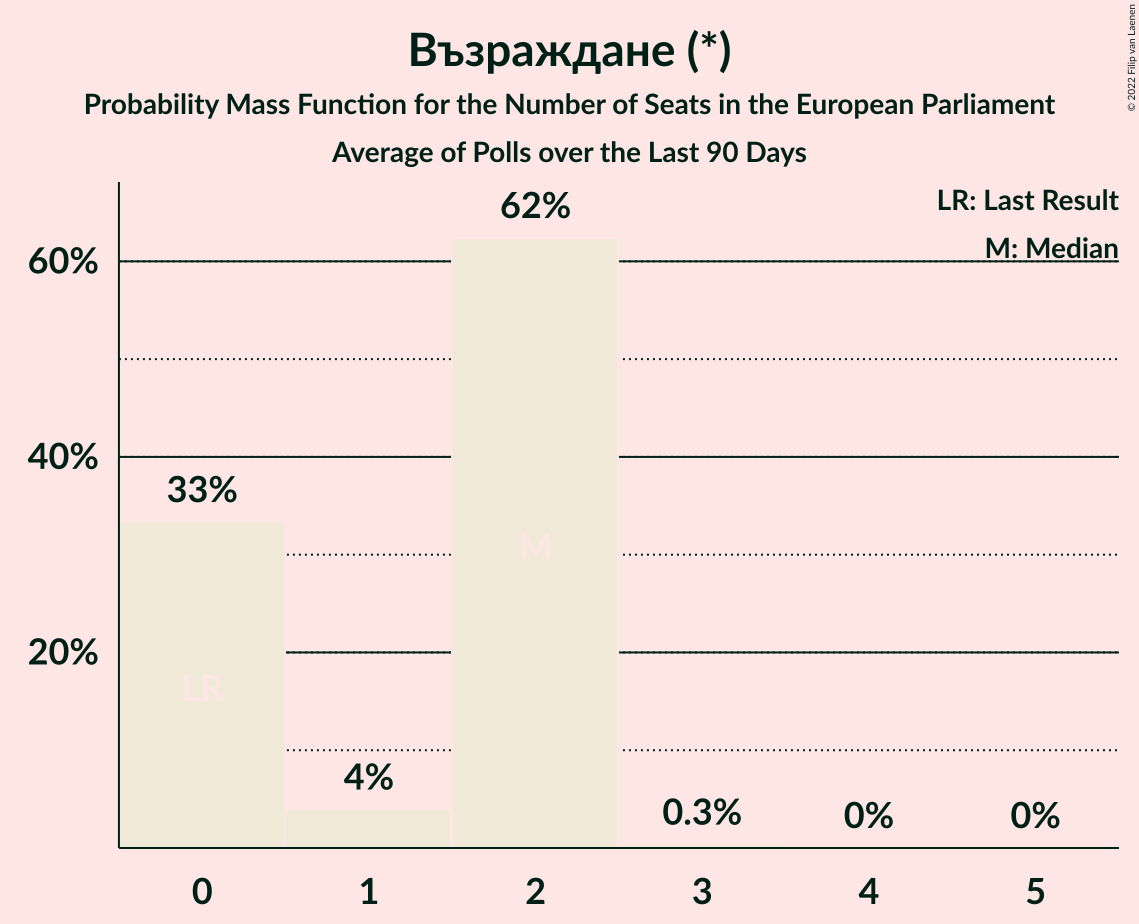 Възраждане (*)
Probability Mass Function for the Number of Seats in the European Parliament
Average of Polls over the Last 90 Days
© 2022 Filip van Laenen
LR: Last Result
M: Median
62%
60%
40%
33%
M
20%
LR
4%
0.3%
0%
0%
0 1 2 3 4 5